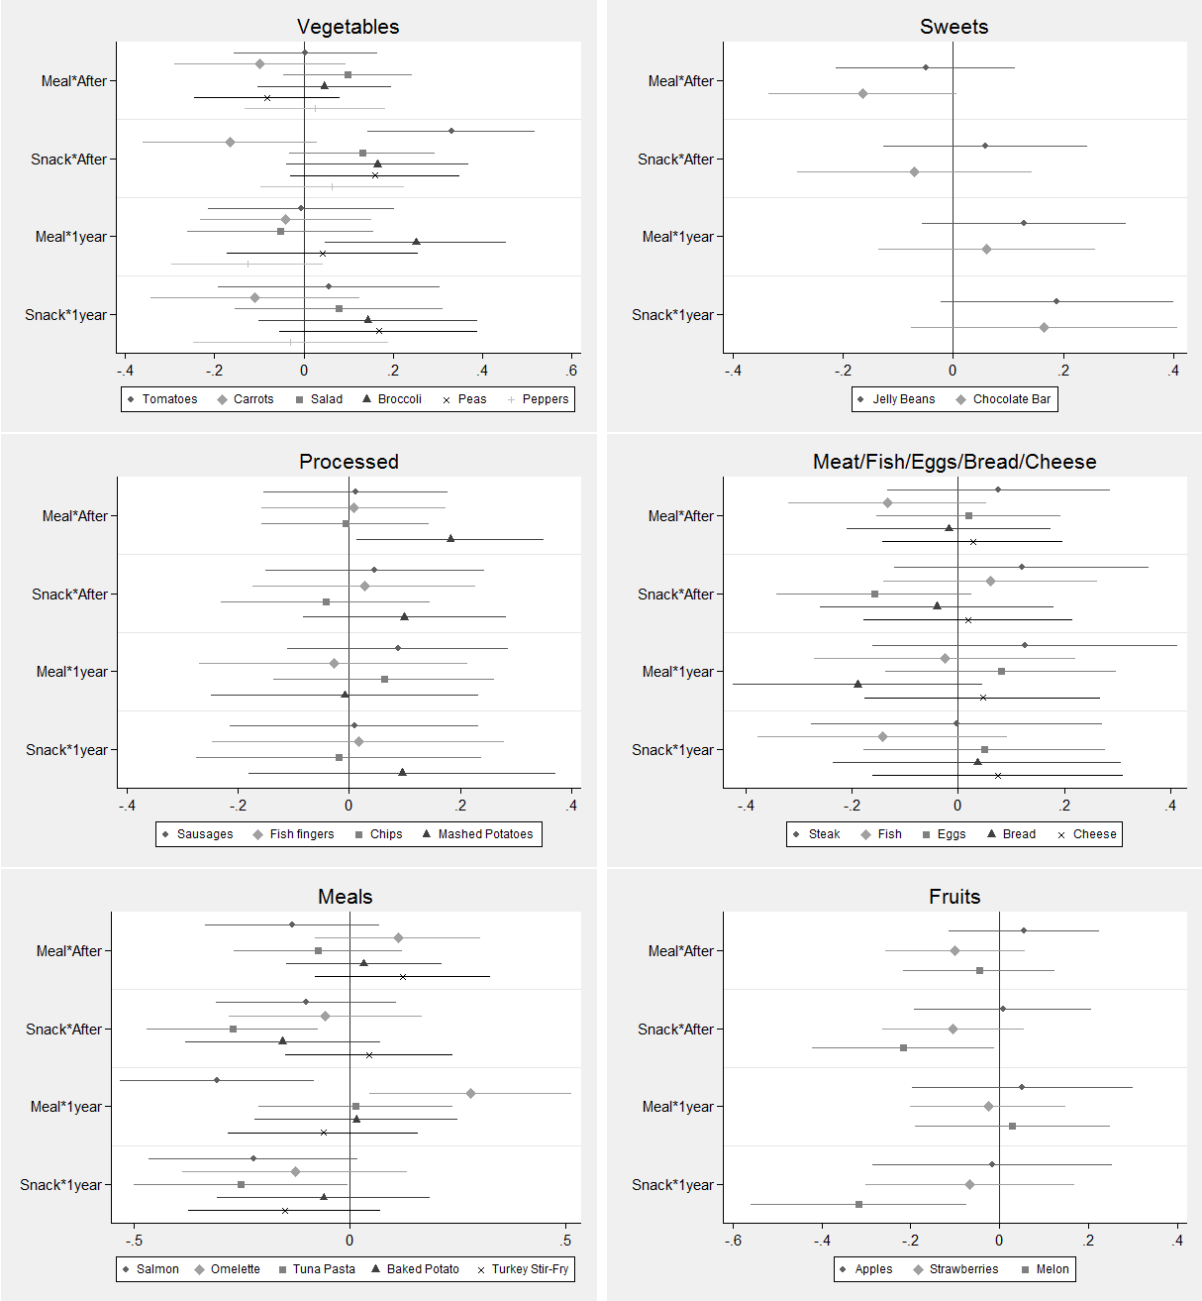 Vegetables
Meal*After
Snack*After
Meal*1year
Snack*1year
-.4 -.2 0 .2 .4 .6
Tomatoes Carrots Salad Broccoli Peas Peppers
Sweets
Meal*After
Snack*After
Meal*1year
Snack*1year
-.4 -.2 0 .2 .4
Jelly Beans Chocolate Bar
Processed
Meal*After
Snack*After
Meal*1year
Snack*1year
-.4 -.2 0 .2 .4
Sausages Fish fingers Chips Mashed Potatoes
Meat/Fish/Eggs/Bread/Cheese
Meal*After
Snack*After
Meal*1year
Snack*1year
-.4 -.2 0 .2 .4
Steak Fish Eggs Bread Cheese
Meals
Meal*After
Snack*After
Meal*1year
Snack*1year
-.5 0 .5
Salmon Omelette Tuna Pasta Baked Potato Turkey Stir-Fry
Fruits
Meal*After
Snack*After
Meal*1year
Snack*1year
-.6 -.4 -.2 0 .2 .4
Apples Strawberries Melon